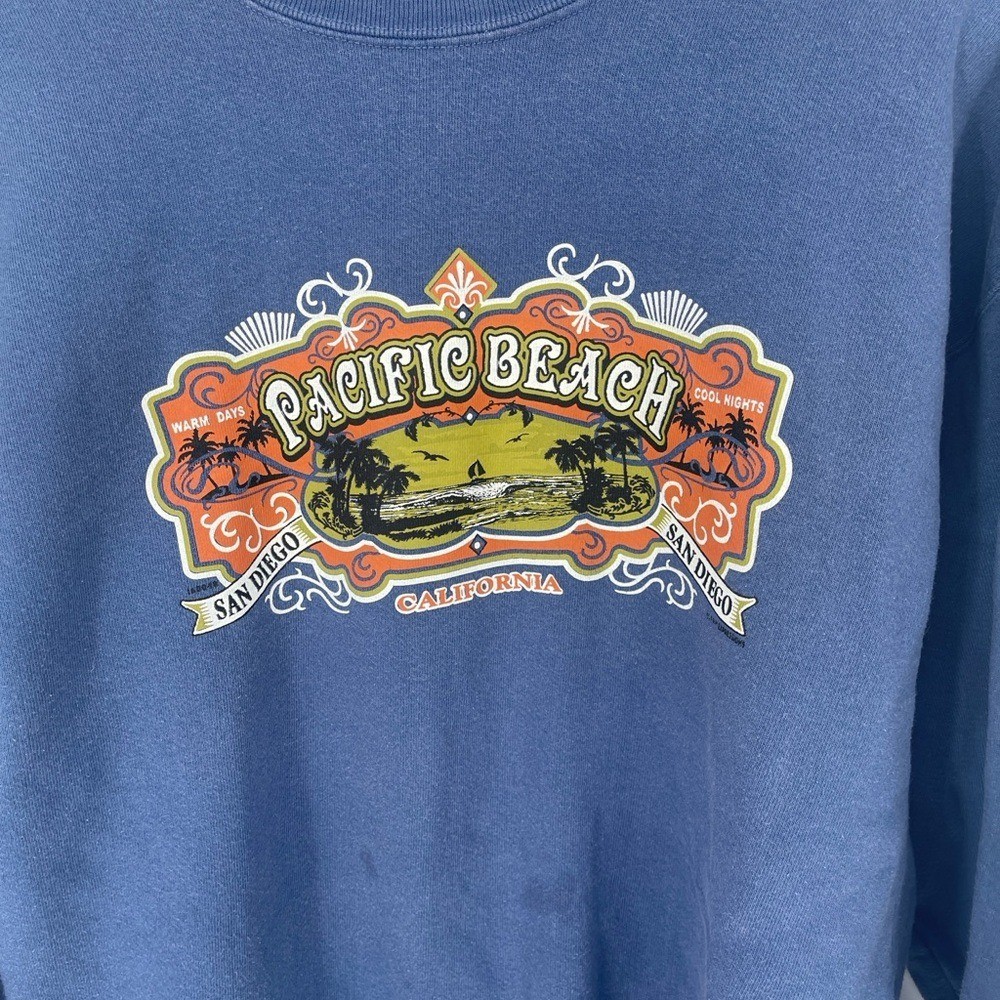 PACIFIC BEACH
WARM DAYS
COOL NIGHTS
SAN DIEGO
SAN DIEGO
CALIFORNIA